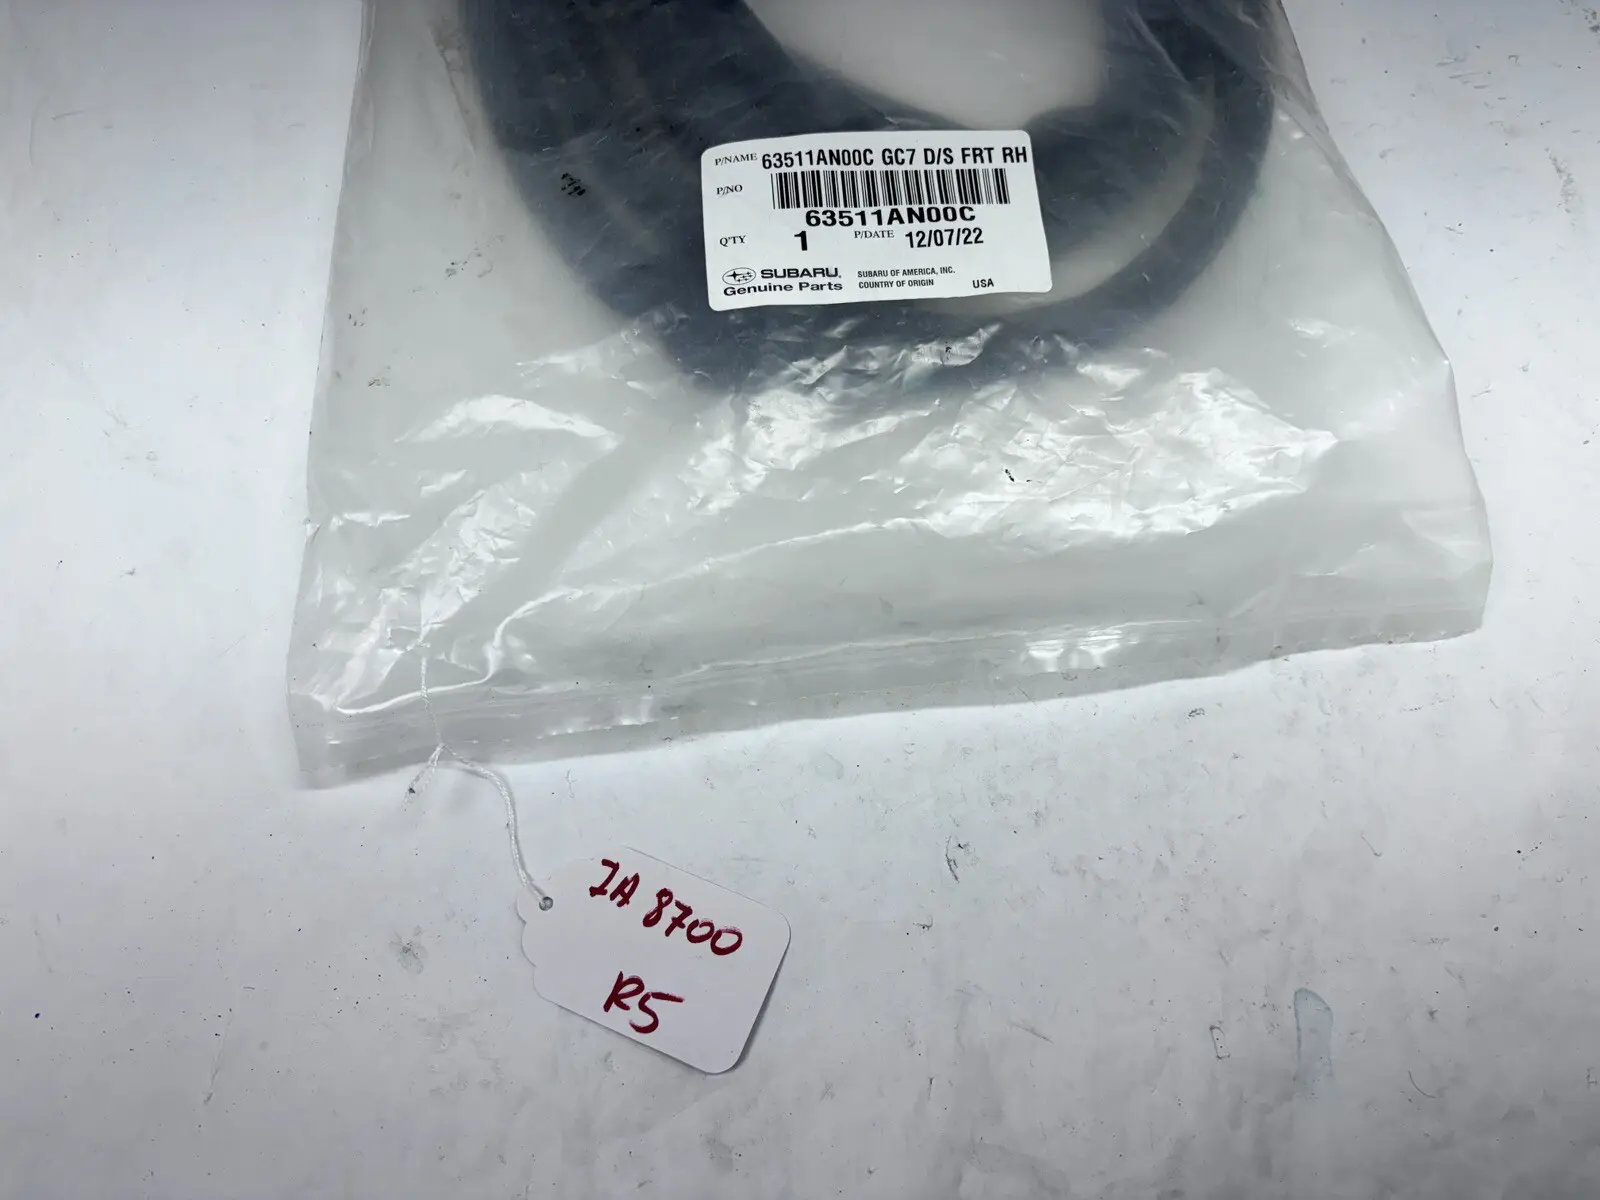 P/NAME 63511AN00C GC7 D/S FRT RH
P/NO
63511AN00C
Q'TY 1 P/DATE 12/07/22
SUBARU. SUBARU OF AMERICA, INC.
Genuine Parts COUNTRY OF ORIGIN USA
IA 8700
R5